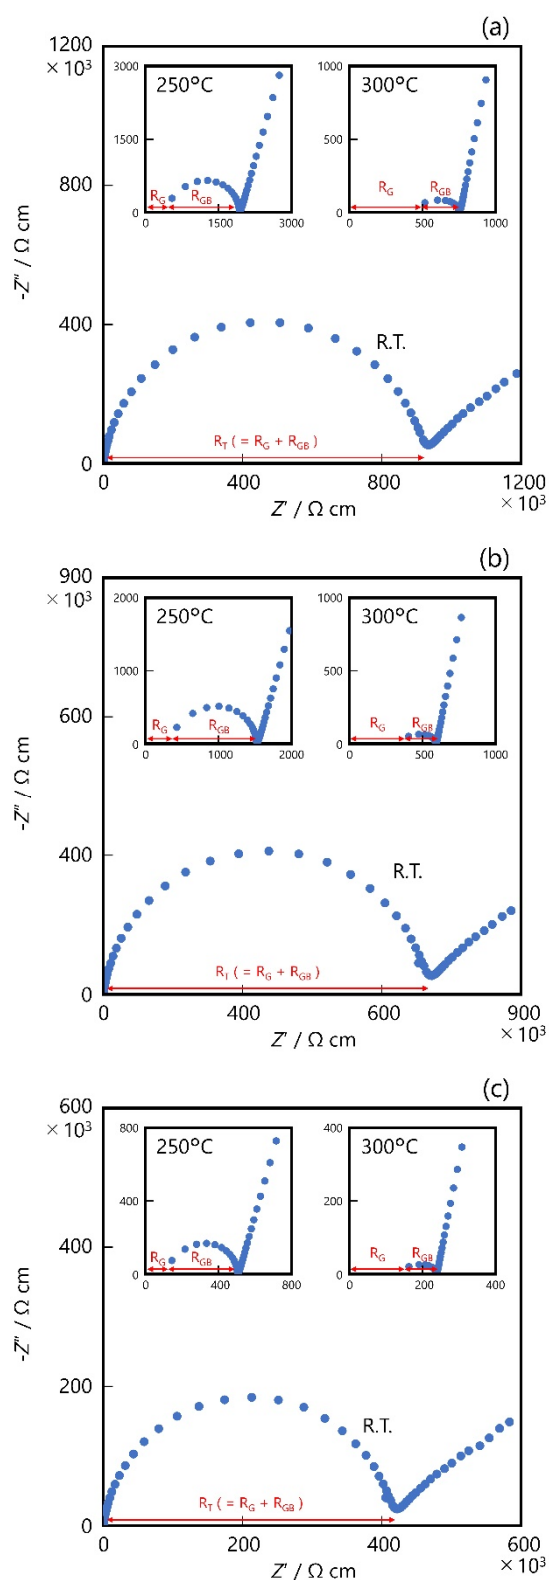 (a)
1200
× 10³
800
400
0
-Z'' / Ω cm
3000
1500
0
250°C
R_G
R_GB
0
1500
3000
1000
500
0
300°C
R_G
R_GB
0
500
1000
R.T.
R_T ( = R_G + R_GB)
0
400
800
1200
× 10³
Z' / Ω cm
(b)
900
× 10³
600
400
0
-Z'' / Ω cm
2000
1000
0
250°C
R_G
R_GB
0
1000
2000
1000
500
0
300°C
R_G
R_GB
0
500
1000
R.T.
R_T ( = R_G + R_GB)
0
400
600
900
× 10³
Z' / Ω cm
(c)
600
× 10³
400
200
0
-Z'' / Ω cm
800
400
0
250°C
R_G
R_GB
0
400
800
400
200
0
300°C
R_G
R_GB
0
200
400
R.T.
R_T ( = R_G + R_GB)
0
200
400
600
× 10³
Z' / Ω cm